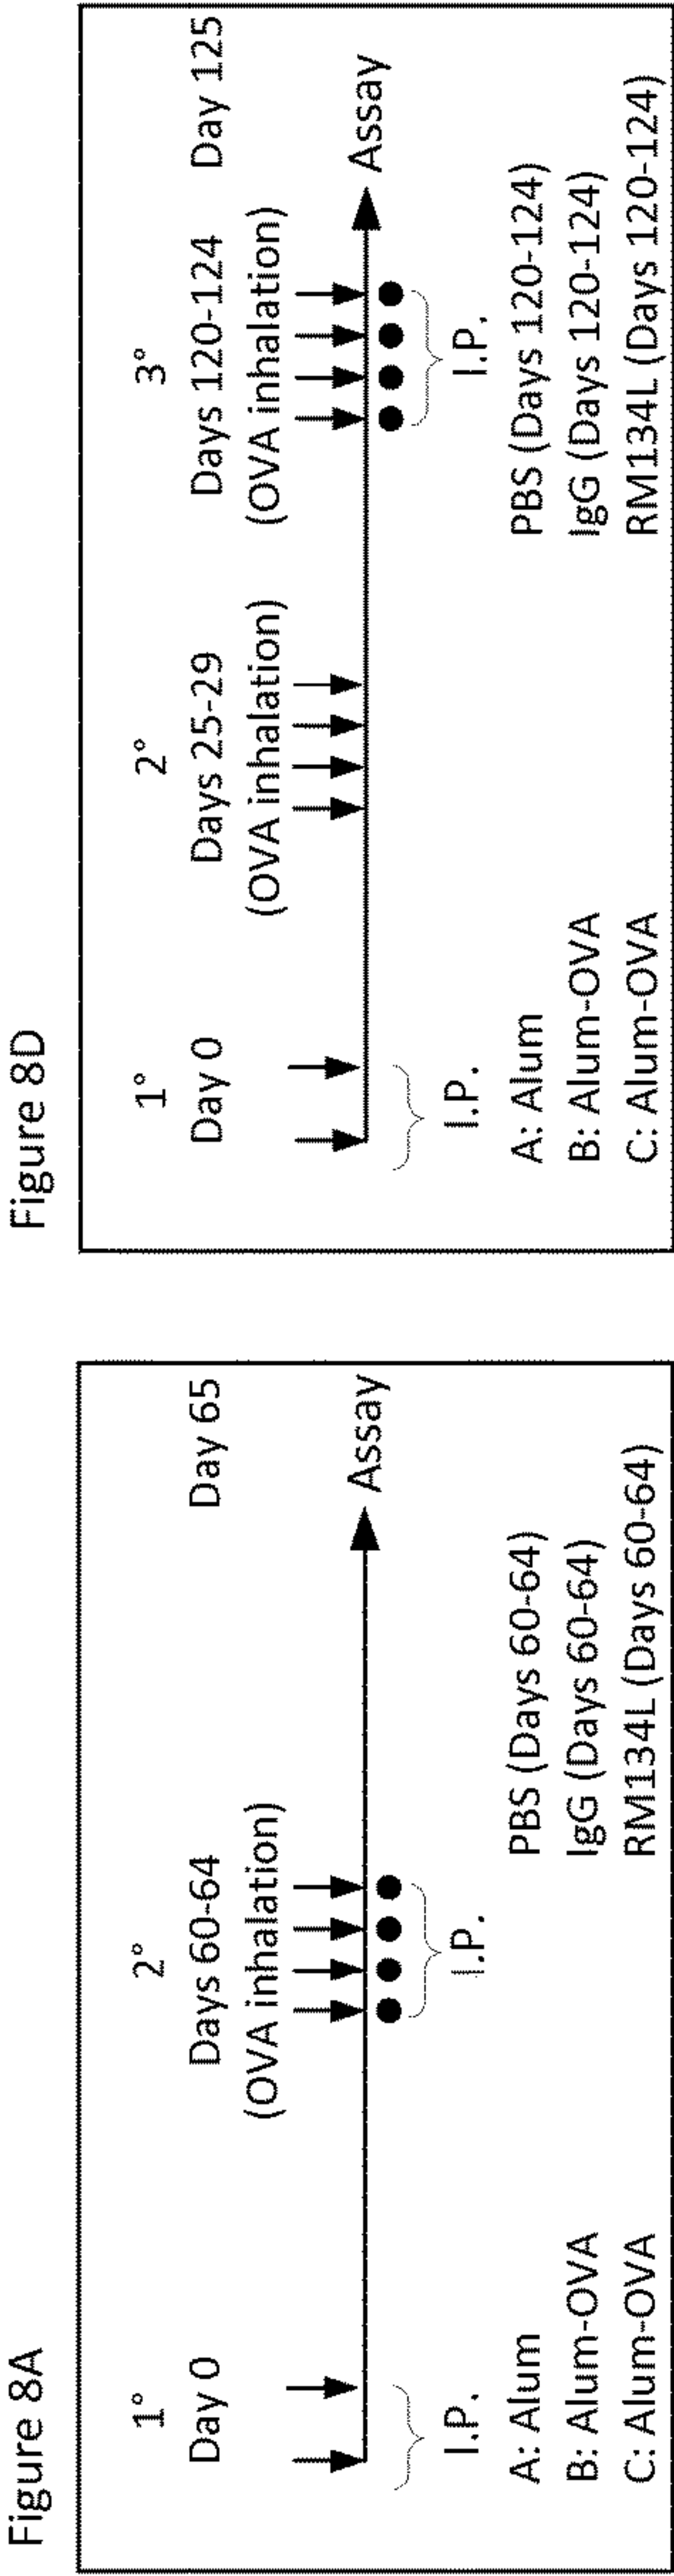 Figure 8A
1° 2°
Day 0 Days 60-64 Day 65
(OVA inhalation)
Assay
I.P. I.P.
A: Alum PBS (Days 60-64)
B: Alum-OVA IgG (Days 60-64)
C: Alum-OVA RM134L (Days 60-64)
Figure 8D
1° 2° 3°
Day 0 Days 25-29 Days 120-124 Day 125
(OVA inhalation) (OVA inhalation)
Assay
I.P. I.P.
A: Alum PBS (Days 120-124)
B: Alum-OVA IgG (Days 120-124)
C: Alum-OVA RM134L (Days 120-124)